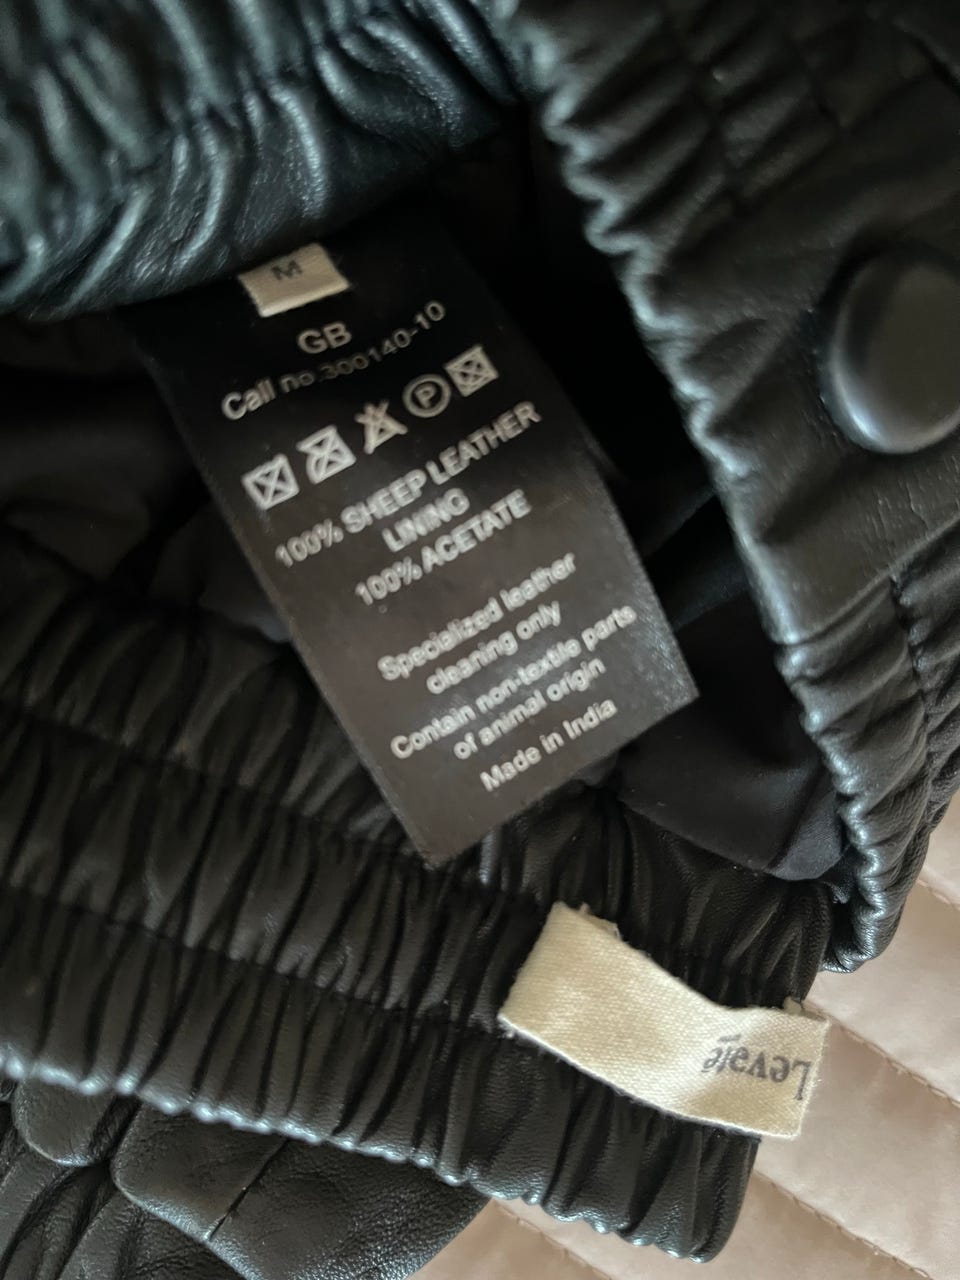 M
GB
Call no.300140-10
P
100% SHEEP LEATHER
LINING
100% ACETATE
Specialized leather
cleaning only
Contain non-textile parts
of animal origin
Made in India
Levete